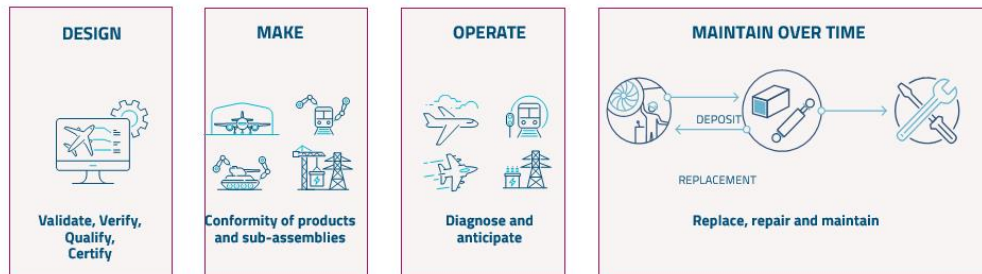 DESIGN
Validate, Verify,
Qualify,
Certify
MAKE
Conformity of products
and sub-assemblies
OPERATE
Diagnose and
anticipate
MAINTAIN OVER TIME
DEPOSIT
REPLACEMENT
Replace, repair and maintain